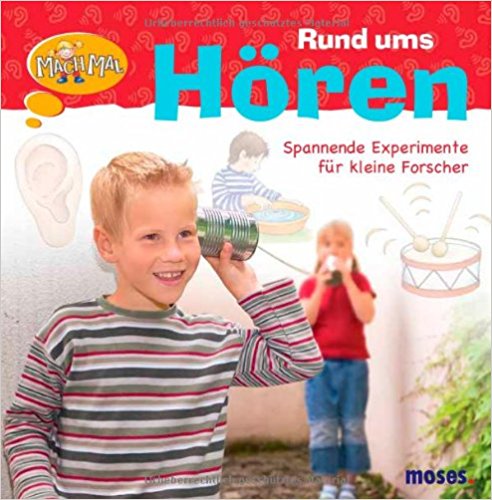 Urheberrechtlich geschütztes Material
MACH MAL
Rund ums
Hören
Spannende Experimente
für kleine Forscher
Urheberrechtlich geschütztes Material
moses.